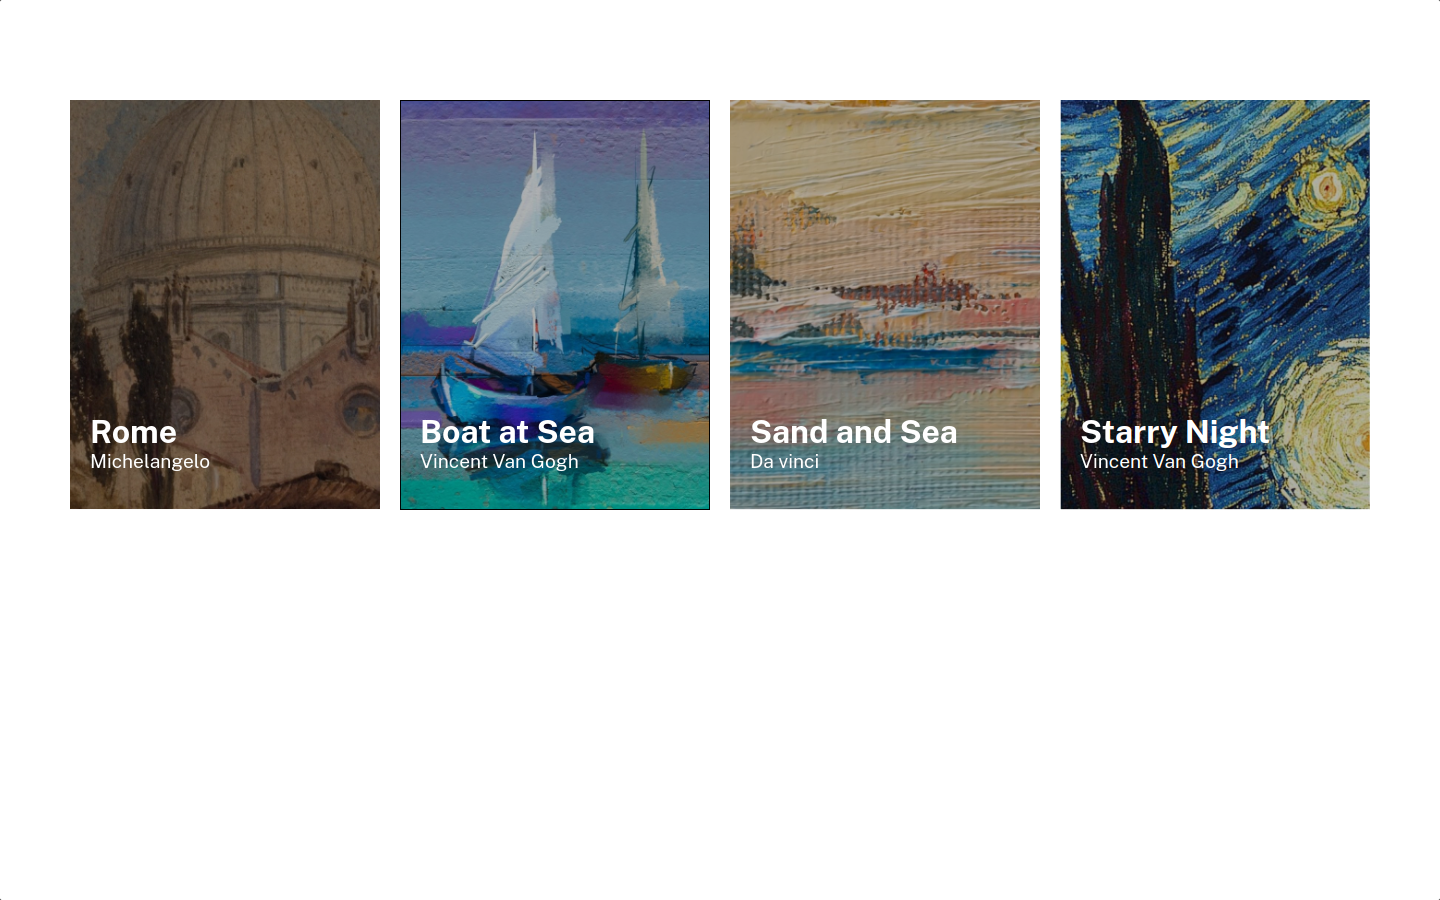 Rome
Michelangelo
Boat at Sea
Vincent Van Gogh
Sand and Sea
Da vinci
Starry Night
Vincent Van Gogh